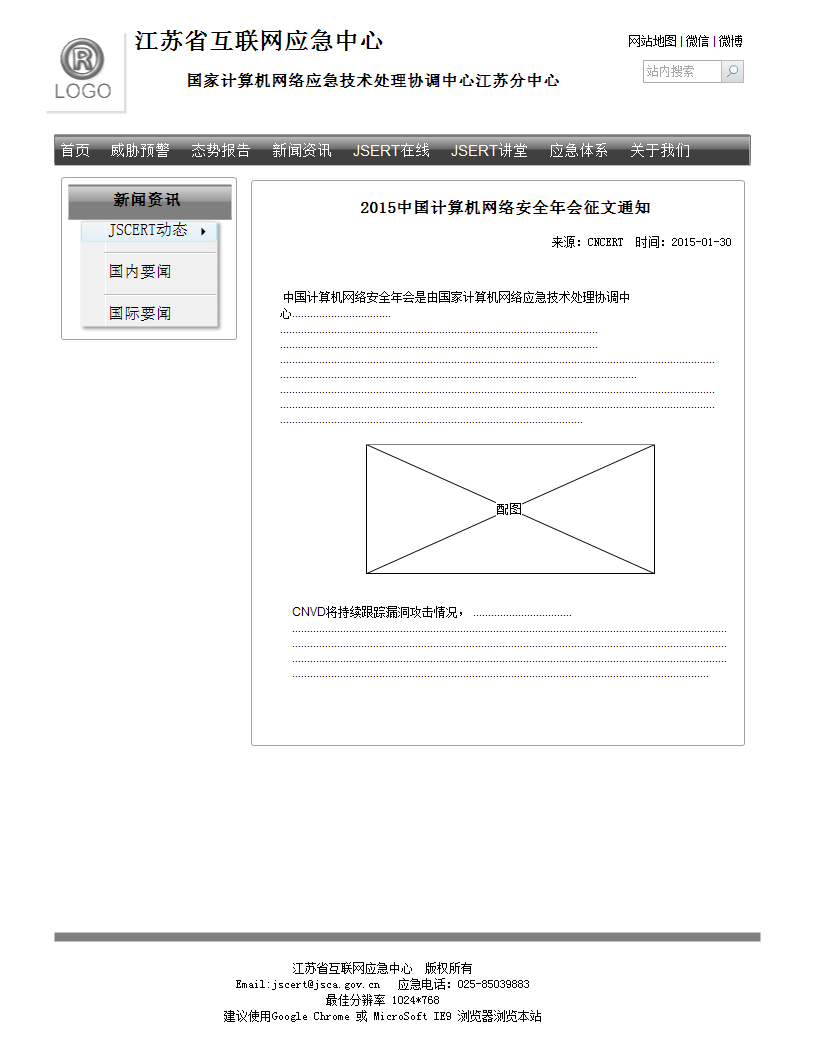 ® LOGO
江苏省互联网应急中心
国家计算机网络应急技术处理协调中心江苏分中心
网站地图 | 微信 | 微博
站内搜索
首页 威胁预警 态势报告 新闻资讯 JSERT在线 JSERT讲堂 应急体系 关于我们
新闻资讯
JSCERT动态
国内要闻
国际要闻
2015中国计算机网络安全年会征文通知
来源：CNCERT 时间：2015-01-30
中国计算机网络安全年会是由国家计算机网络应急技术处理协调中
心.................................
配图
CNVD将持续跟踪漏洞攻击情况， .................................
江苏省互联网应急中心 版权所有
Email:jscert@jsca.gov.cn 应急电话：025-85039883
最佳分辨率 1024*768
建议使用Google Chrome 或 MicroSoft IE9 浏览器浏览本站